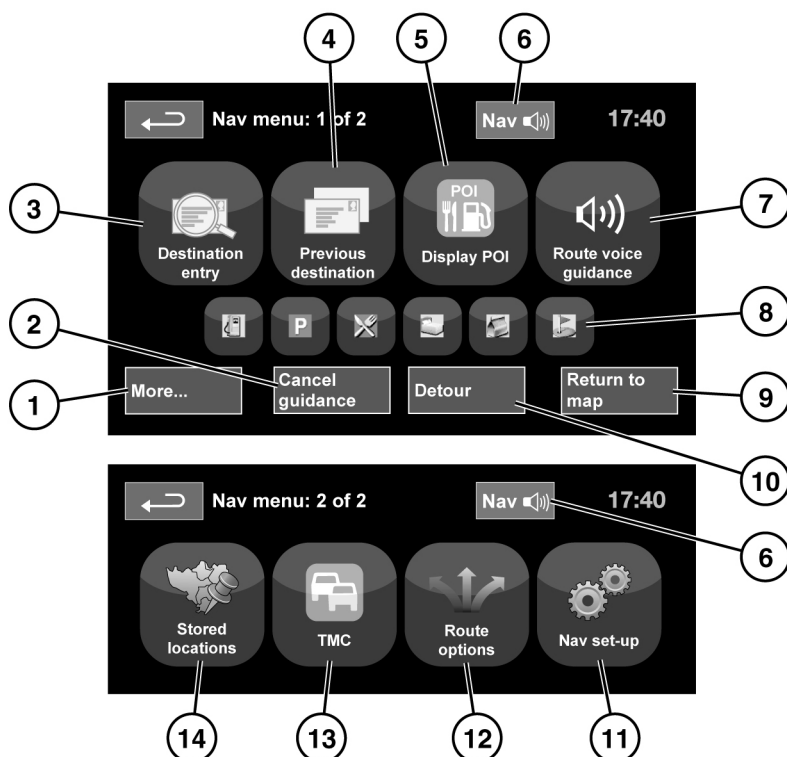 4
5
6
Nav menu: 1 of 2
Nav
17:40
3
Destination
entry
Previous
destination
POI
Display POI
Route voice
guidance
7
2
P
8
1
More...
Cancel
guidance
Detour
Return to
map
9
10
Nav menu: 2 of 2
Nav
17:40
6
Stored
locations
TMC
Route
options
Nav set-up
14
13
12
11